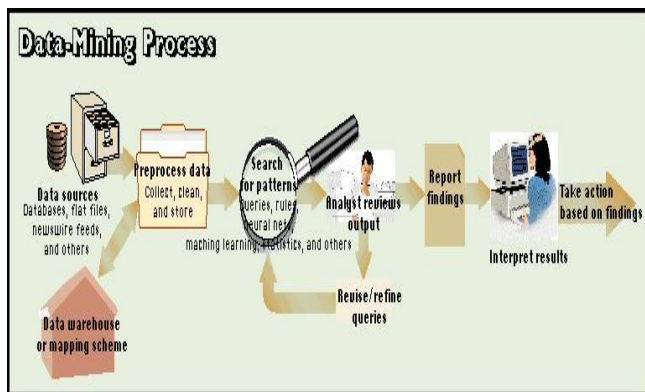 Data-Mining Process
Data sources
Databases, flat files,
newswire feeds,
and others
Data warehouse
or mapping scheme
Preprocess data
Collect, clean,
and store
Search
for patterns
Queries, rules,
neural nets,
maching learning, statistics, and others
Analyst reviews
output
Revise/refine
queries
Report
findings
Interpret results
Take action
based on findings